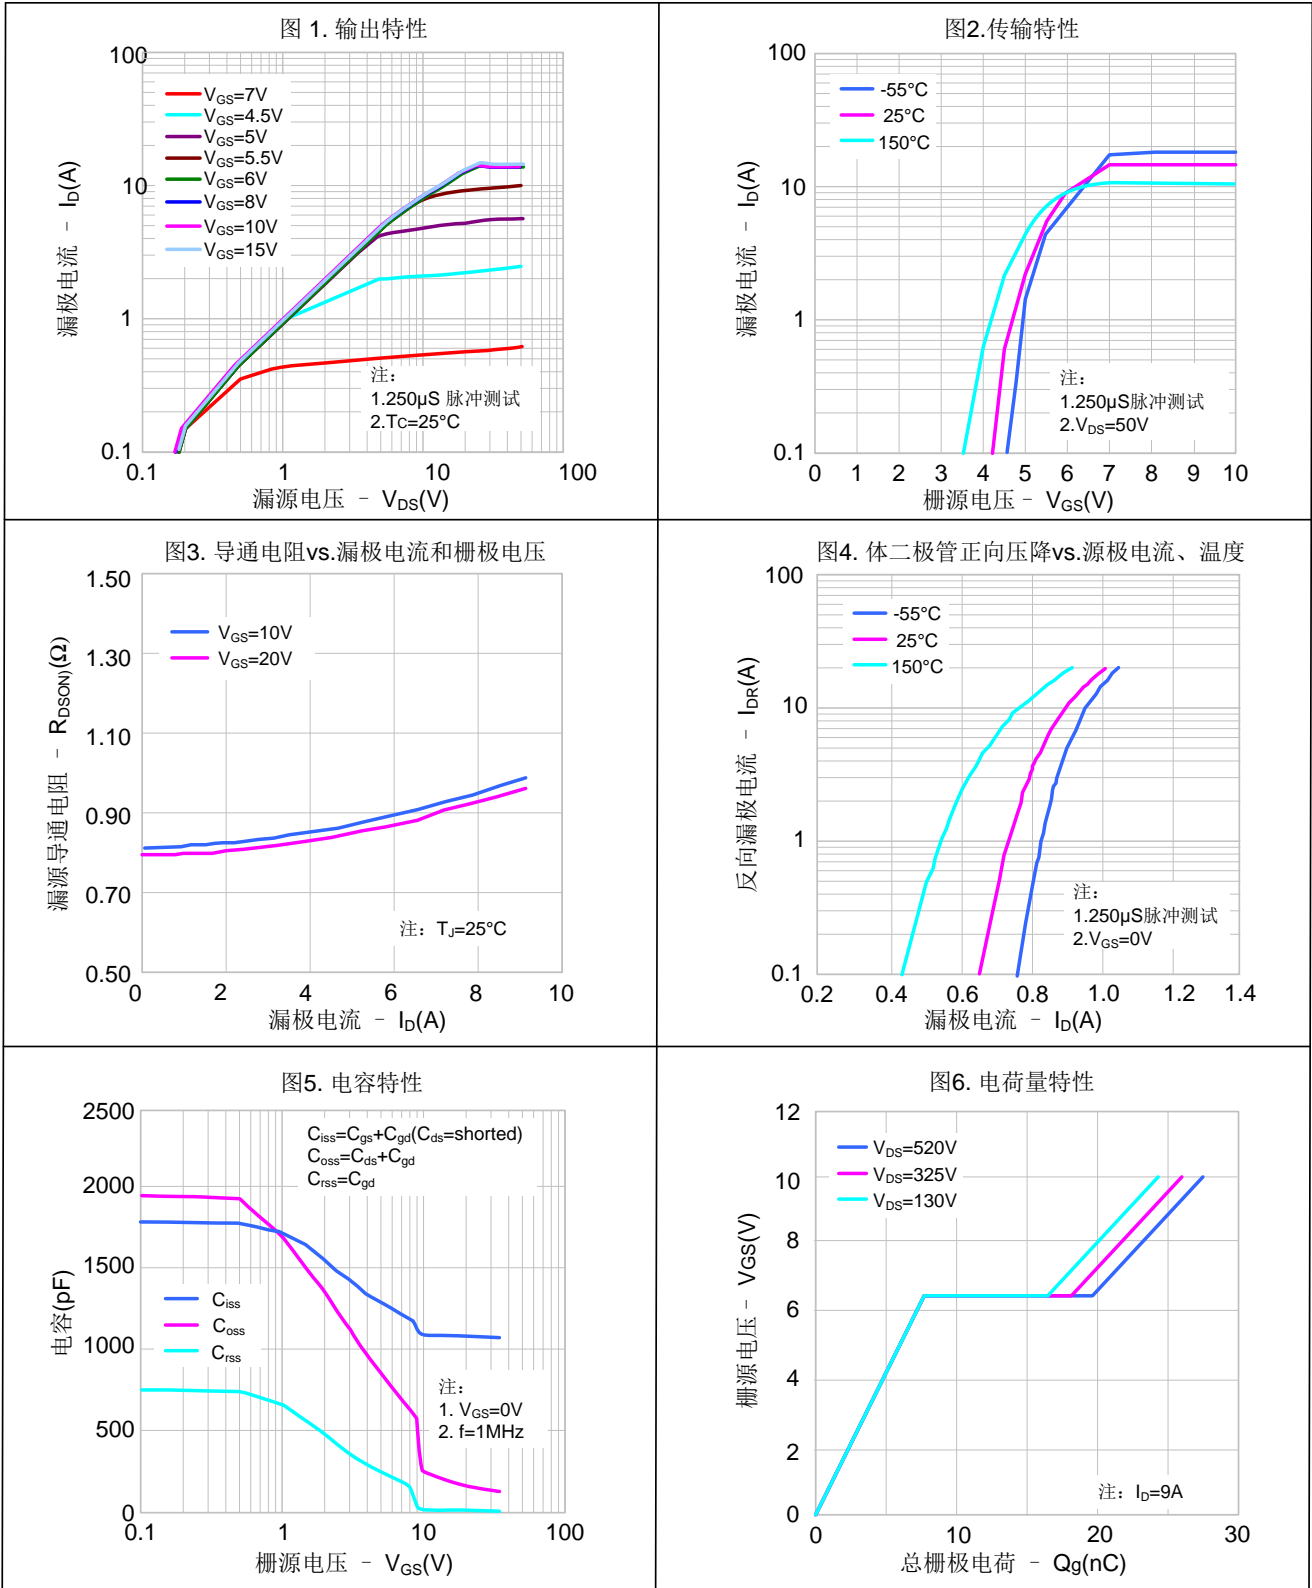 图 1. 输出特性
100
10
1
0.1
0.1
1
10
100
漏极电流 – ID(A)
漏源电压 – VDS(V)
VGS=7V
VGS=4.5V
VGS=5V
VGS=5.5V
VGS=6V
VGS=8V
VGS=10V
VGS=15V
注：
1.250µS 脉冲测试
2.TC=25°C
图2.传输特性
100
10
1
0.1
0
1
2
3
4
5
6
7
8
9
10
漏极电流 – ID(A)
栅源电压 – VGS(V)
-55°C
25°C
150°C
注：
1.250µS脉冲测试
2.VDS=50V
图3. 导通电阻vs.漏极电流和栅极电压
1.50
1.30
1.10
0.90
0.70
0.50
0
2
4
6
8
10
漏源导通电阻 – RDSON)(Ω)
漏极电流 – ID(A)
VGS=10V
VGS=20V
注：TJ=25°C
图4. 体二极管正向压降vs.源极电流、温度
100
10
1
0.1
0.2
0.4
0.6
0.8
1.0
1.2
1.4
反向漏极电流 – IDR(A)
漏极电流 – ID(A)
-55°C
25°C
150°C
注：
1.250µS脉冲测试
2.VGS=0V
图5. 电容特性
2500
2000
1500
1000
500
0
0.1
1
10
100
电容(pF)
栅源电压 – VGS(V)
Ciss=Cgs+Cgd(Cds=shorted)
Coss=Cds+Cgd
Crss=Cgd
Ciss
Coss
Crss
注：
1. VGS=0V
2. f=1MHz
图6. 电荷量特性
12
10
8
6
4
2
0
0
10
20
30
栅源电压 – VGS(V)
总栅极电荷 – Qg(nC)
VDS=520V
VDS=325V
VDS=130V
注：ID=9A